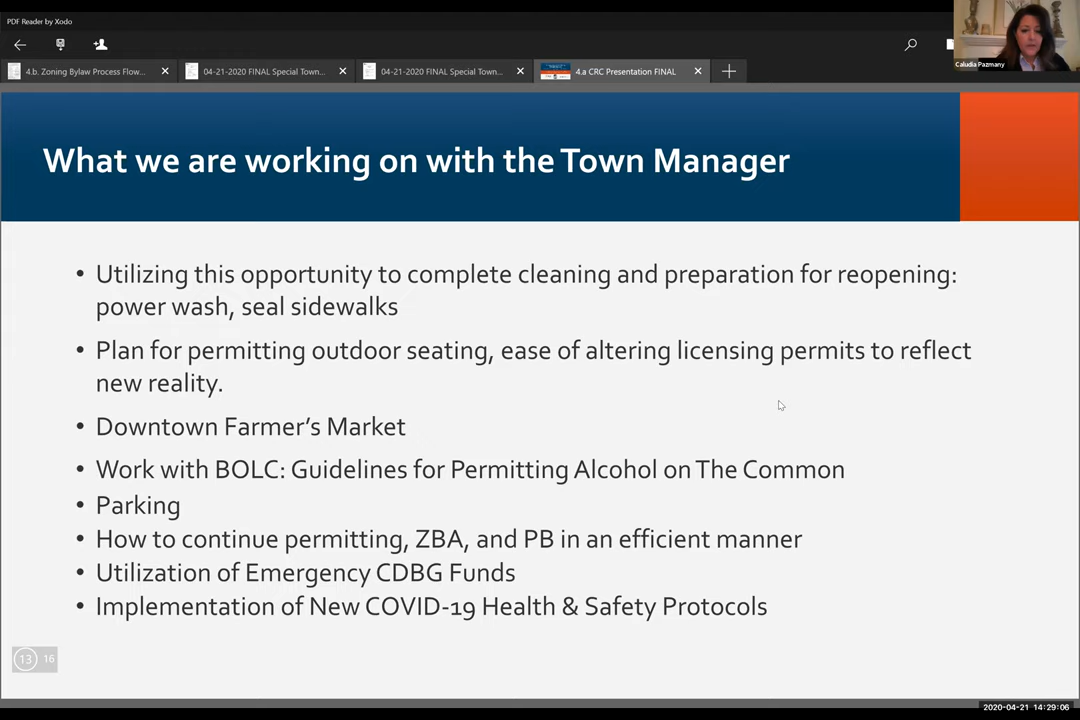 PDF Reader by Xodo
4.b. Zoning Bylaw Process Flow...
04-21-2020 FINAL Special Town...
04-21-2020 FINAL Special Town...
4.a CRC Presentation FINAL
Caludia Pazmany
What we are working on with the Town Manager
• Utilizing this opportunity to complete cleaning and preparation for reopening:
power wash, seal sidewalks
• Plan for permitting outdoor seating, ease of altering licensing permits to reflect
new reality.
• Downtown Farmer's Market
• Work with BOLC: Guidelines for Permitting Alcohol on The Common
• Parking
• How to continue permitting, ZBA, and PB in an efficient manner
• Utilization of Emergency CDBG Funds
• Implementation of New COVID-19 Health & Safety Protocols
13 16
2020-04-21 14:29:06